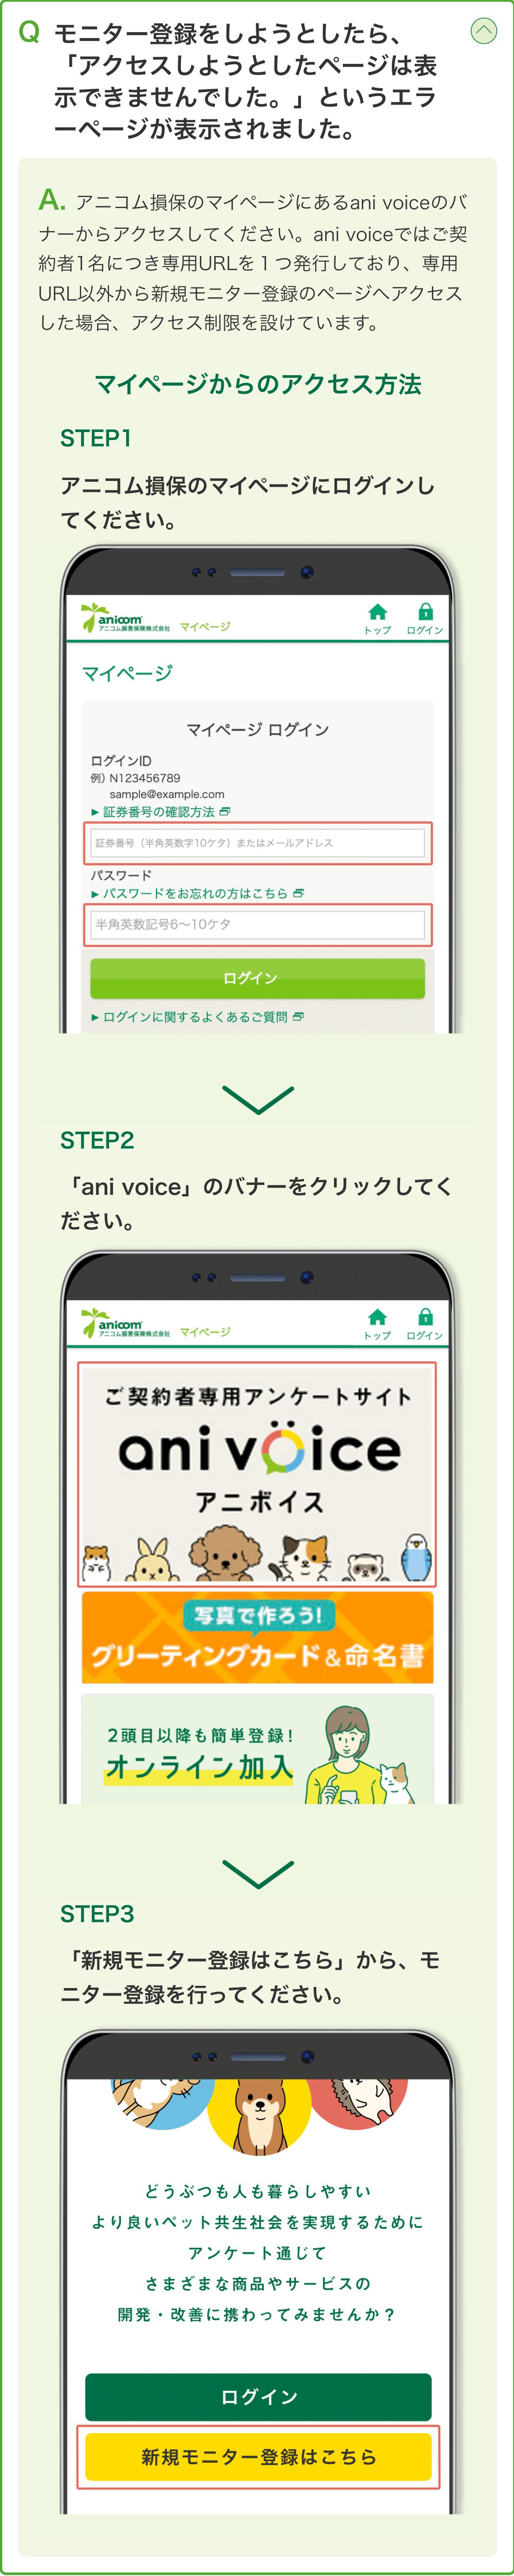 Q モニター登録をしようとしたら、
「アクセスしようとしたページは表
示できませんでした。」というエラ
ーページが表示されました。
A. アニコム損保のマイページにあるani voiceのバ
ナーからアクセスしてください。ani voiceではご契
約者1名につき専用URLを１つ発行しており、専用
URL以外から新規モニター登録のページへアクセス
した場合、アクセス制限を設けています。
マイページからのアクセス方法
STEP1
アニコム損保のマイページにログインし
てください。
anicom
アニコム損害保険株式会社 マイページ
トップ ログイン
マイページ
マイページ ログイン
ログインID
例）N123456789
sample@example.com
▶ 証券番号の確認方法
証券番号（半角英数字10ケタ）またはメールアドレス
パスワード
▶ パスワードをお忘れの方はこちら
半角英数記号6〜10ケタ
ログイン
▶ ログインに関するよくあるご質問
STEP2
「ani voice」のバナーをクリックしてく
ださい。
anicom
アニコム損害保険株式会社 マイページ
トップ ログイン
ご契約者専用アンケートサイト
ani voice
アニボイス
写真で作ろう!
グリーティングカード&命名書
2頭目以降も簡単登録!
オンライン加入
STEP3
「新規モニター登録はこちら」から、モ
ニター登録を行ってください。
どうぶつも人も暮らしやすい
より良いペット共生社会を実現するために
アンケート通じて
さまざまな商品やサービスの
開発・改善に携わってみませんか？
ログイン
新規モニター登録はこちら